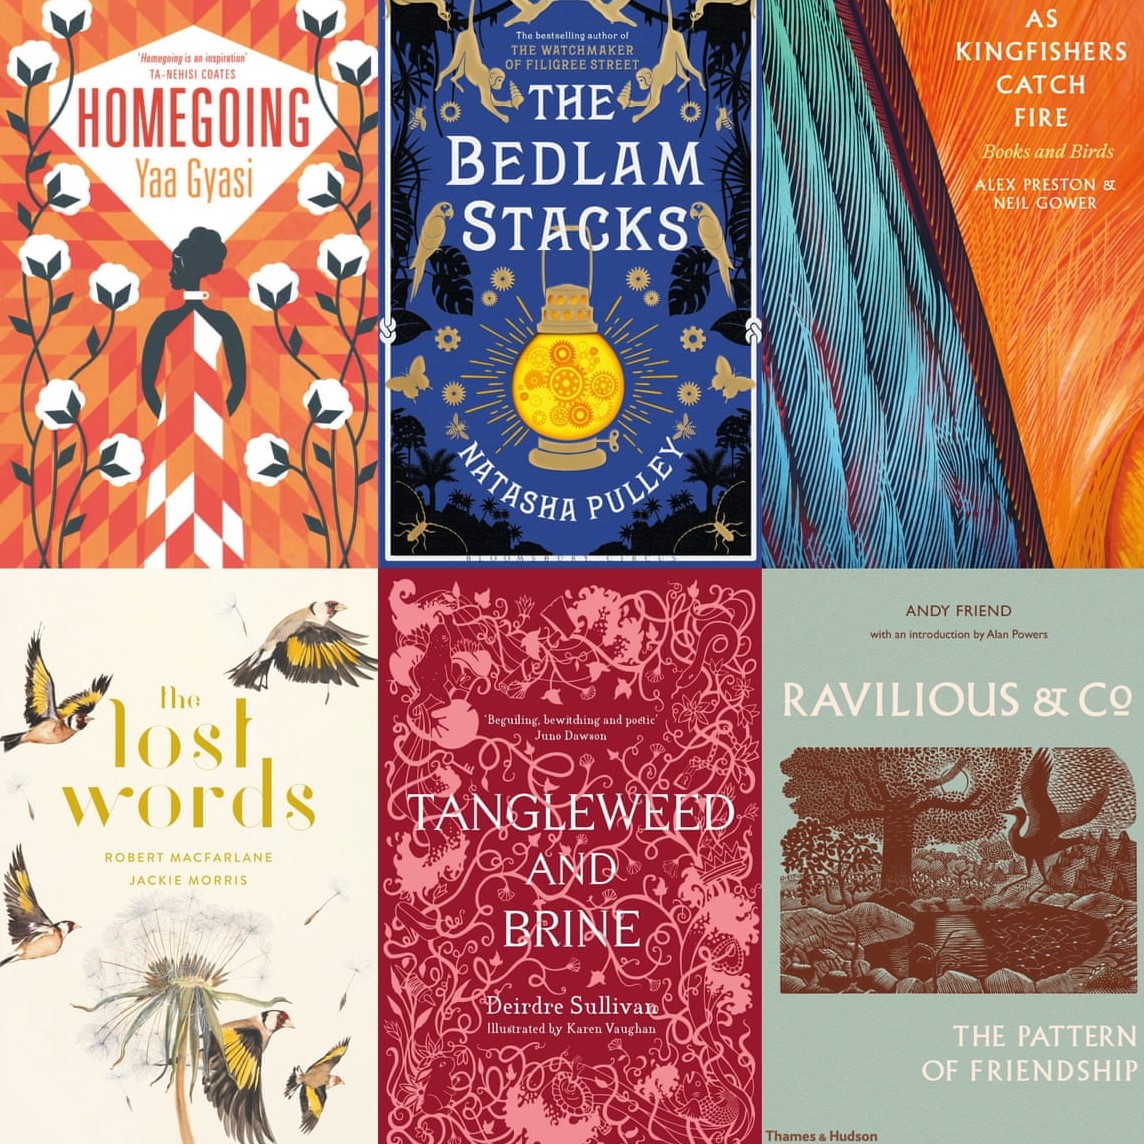 'Homegoing is an inspiration'
TA-NEHISI COATES
HOMEGOING
Yaa Gyasi
The bestselling author of
THE WATCHMAKER
OF FILIGREE STREET
THE
BEDLAM
STACKS
NATASHA PULLEY
BLOOMSBURY CIRCUS
AS
KINGFISHERS
CATCH
FIRE
Books and Birds
ALEX PRESTON &
NEIL GOWER
the
lost
words
ROBERT MACFARLANE
JACKIE MORRIS
'Beguiling, bewitching and poetic'
Juno Dawson
TANGLEWEED
AND
BRINE
Deirdre Sullivan
Illustrated by Karen Vaughan
ANDY FRIEND
with an introduction by Alan Powers
RAVILIOUS & Co
THE PATTERN
OF FRIENDSHIP
Thames & Hudson